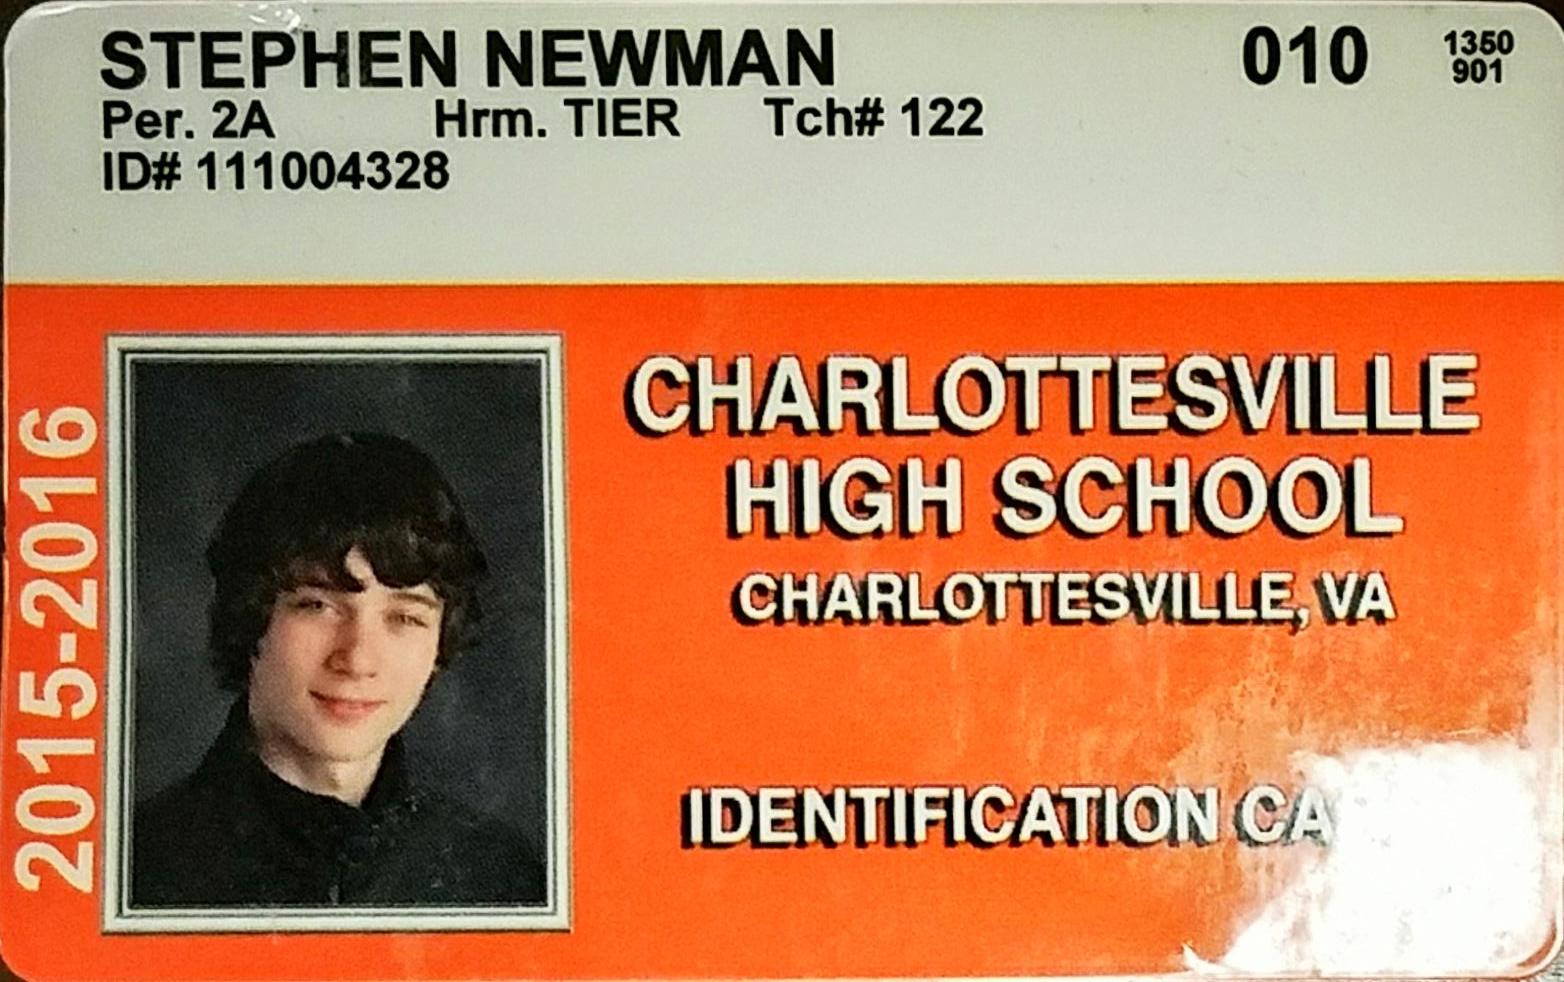 STEPHEN NEWMAN 010 1350
901
Per. 2A Hrm. TIER Tch# 122
ID# 111004328
2015-2016
CHARLOTTESVILLE
HIGH SCHOOL
CHARLOTTESVILLE, VA
IDENTIFICATION CA